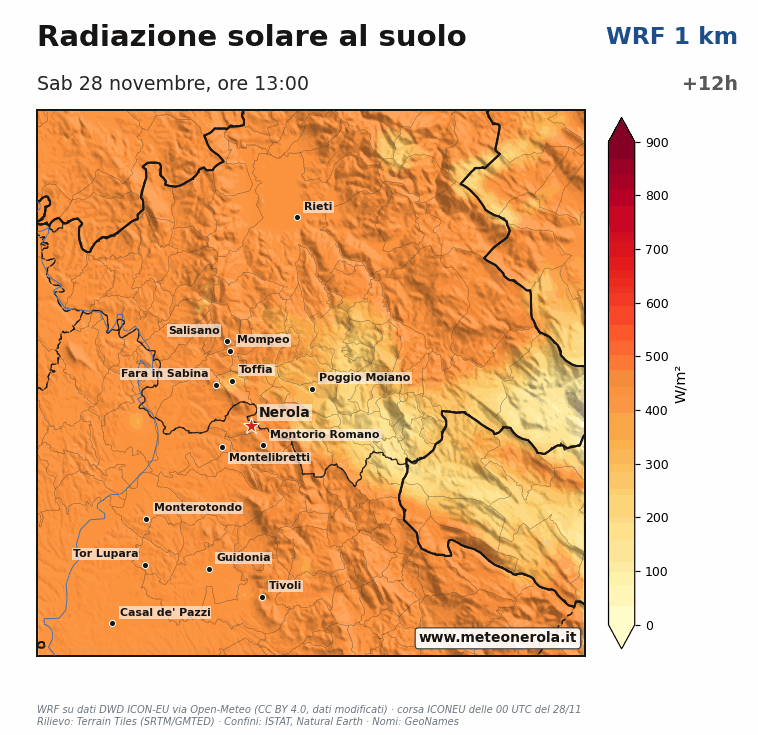 Radiazione solare al suolo
WRF 1 km
Sab 28 novembre, ore 13:00
+12h
Rieti
Salisano
Mompeo
Fara in Sabina
Toffia
Poggio Moiano
Nerola
Montorio Romano
Montelibretti
Monterotondo
Tor Lupara
Guidonia
Tivoli
Casal de' Pazzi
www.meteonerola.it
900
800
700
600
500
400
300
200
100
0
W/m²
WRF su dati DWD ICON-EU via Open-Meteo (CC BY 4.0, dati modificati) · corsa ICONEU delle 00 UTC del 28/11
Rilievo: Terrain Tiles (SRTM/GMTED) · Confini: ISTAT, Natural Earth · Nomi: GeoNames